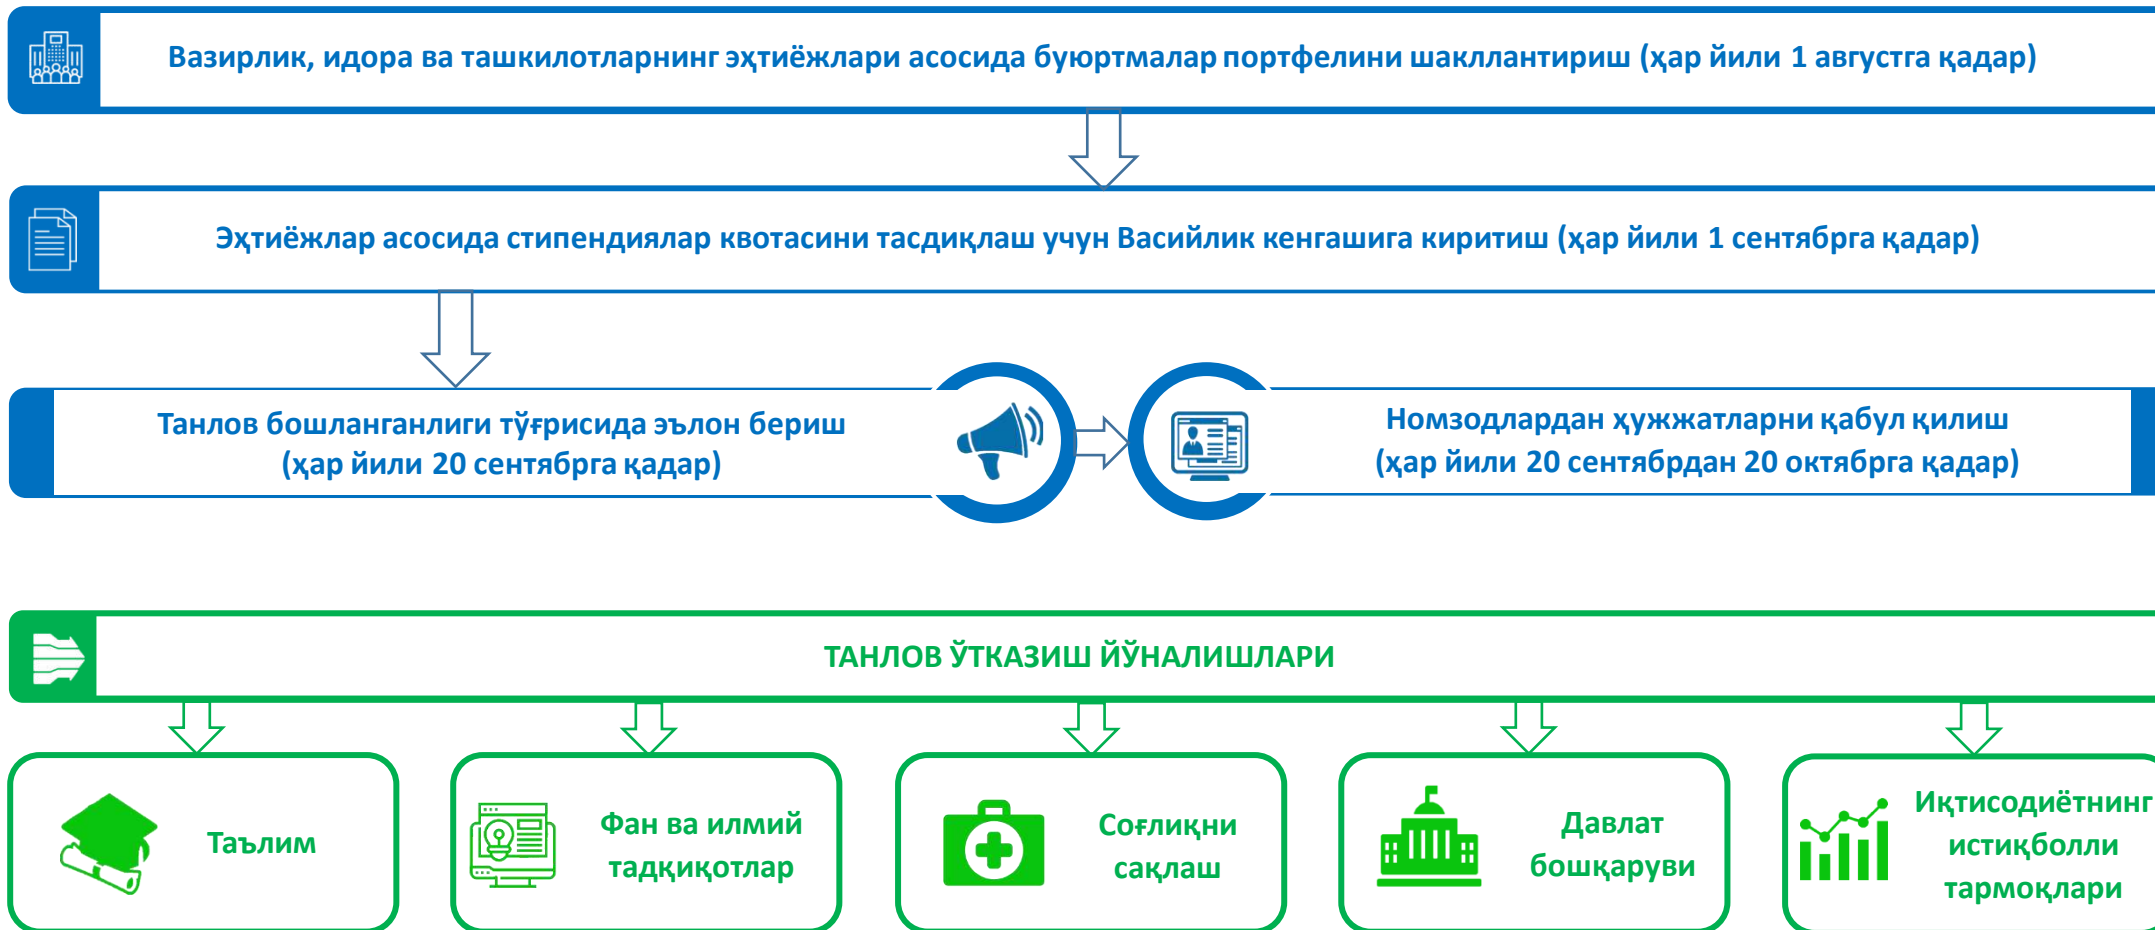 Вазирлик, идора ва ташкилотларнинг эҳтиёжлари асосида буюртмалар портфелини шакллантириш (ҳар йили 1 августга қадар)
Эҳтиёжлар асосида стипендиялар квотасини тасдиқлаш учун Васийлик кенгашига киритиш (ҳар йили 1 сентябрга қадар)
Танлов бошланганлиги тўғрисида эълон бериш
(ҳар йили 20 сентябрга қадар)
Номзодлардан ҳужжатларни қабул қилиш
(ҳар йили 20 сентябрдан 20 октябрга қадар)
ТАНЛОВ ЎТКАЗИШ ЙЎНАЛИШЛАРИ
Таълим
Фан ва илмий
тадқиқотлар
Соғлиқни
сақлаш
Давлат
бошқаруви
Иқтисодиётнинг
истиқболли
тармоқлари